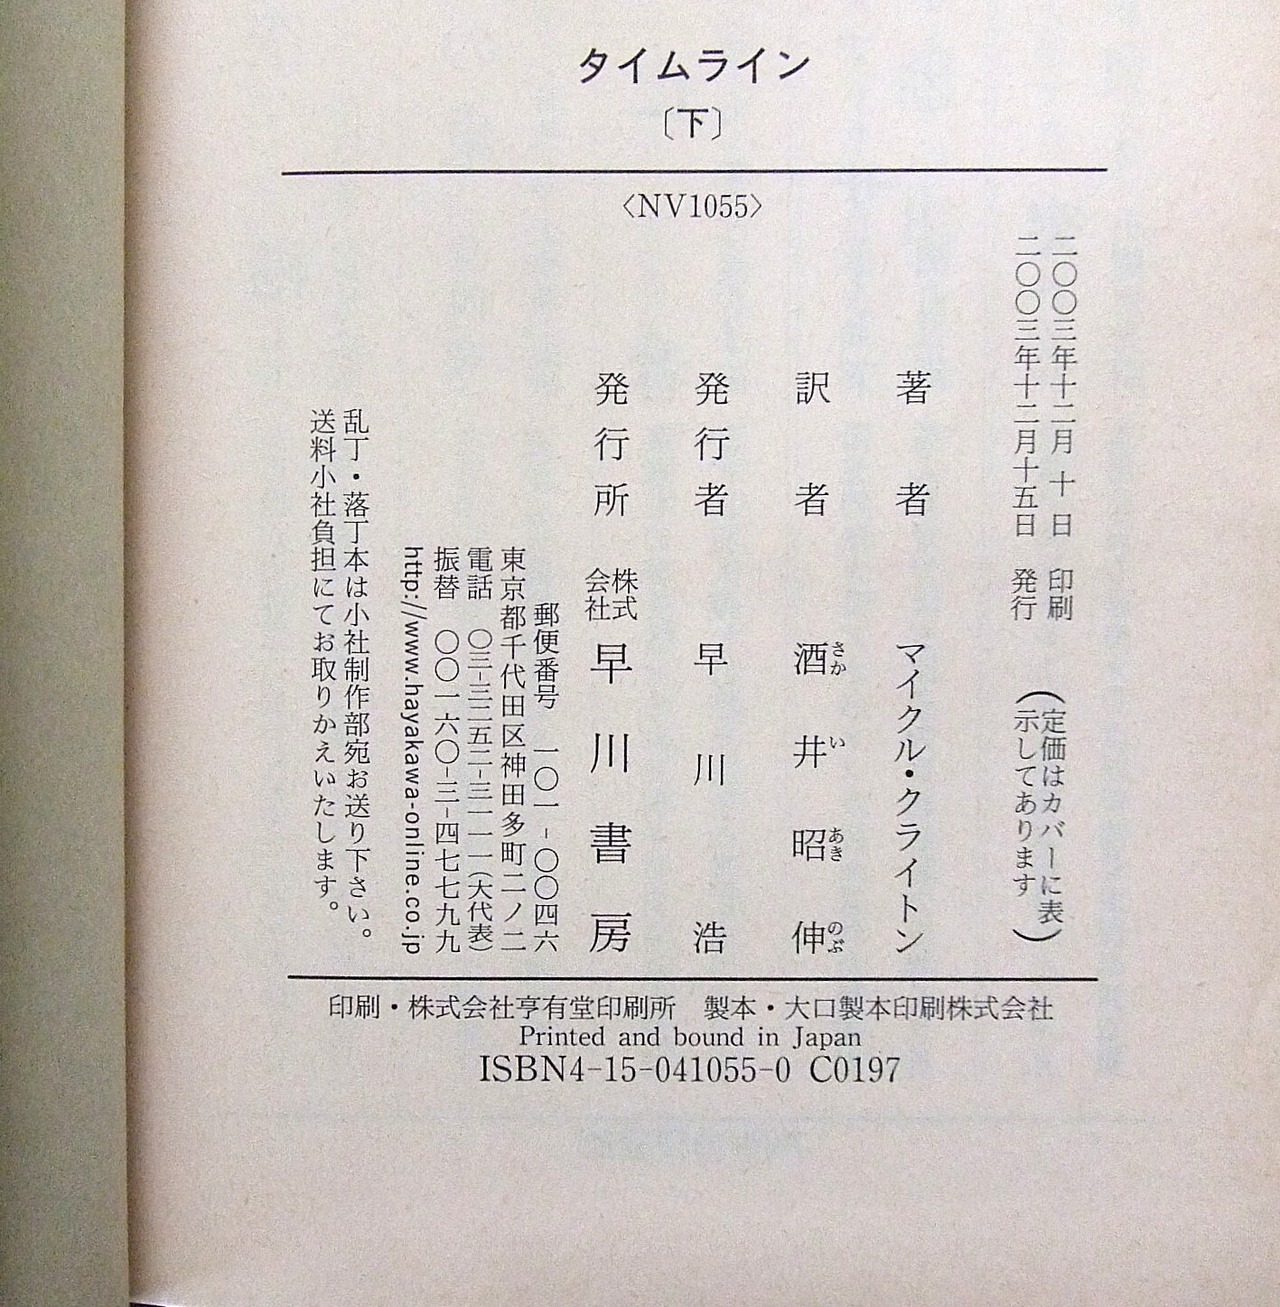 タイムライン
〔下〕
〈NV1055〉
二〇〇三年十二月 十 日 印刷
二〇〇三年十二月十五日 発行
（定価はカバーに表
示してあります）
著者 マイクル・クライトン
訳者 酒井昭伸
さか い あき のぶ
発行者 早川 浩
発行所 株式会社 早川書房
郵便番号 一〇一-〇〇四六
東京都千代田区神田多町二ノ二
電話 〇三-三二五二-三一一一（大代表）
振替 〇〇一六〇-三-四七七九九
http://www.hayakawa-online.co.jp
乱丁・落丁本は小社制作部宛お送り下さい。
送料小社負担にてお取りかえいたします。
印刷・株式会社亨有堂印刷所 製本・大口製本印刷株式会社
Printed and bound in Japan
ISBN4-15-041055-0 C0197